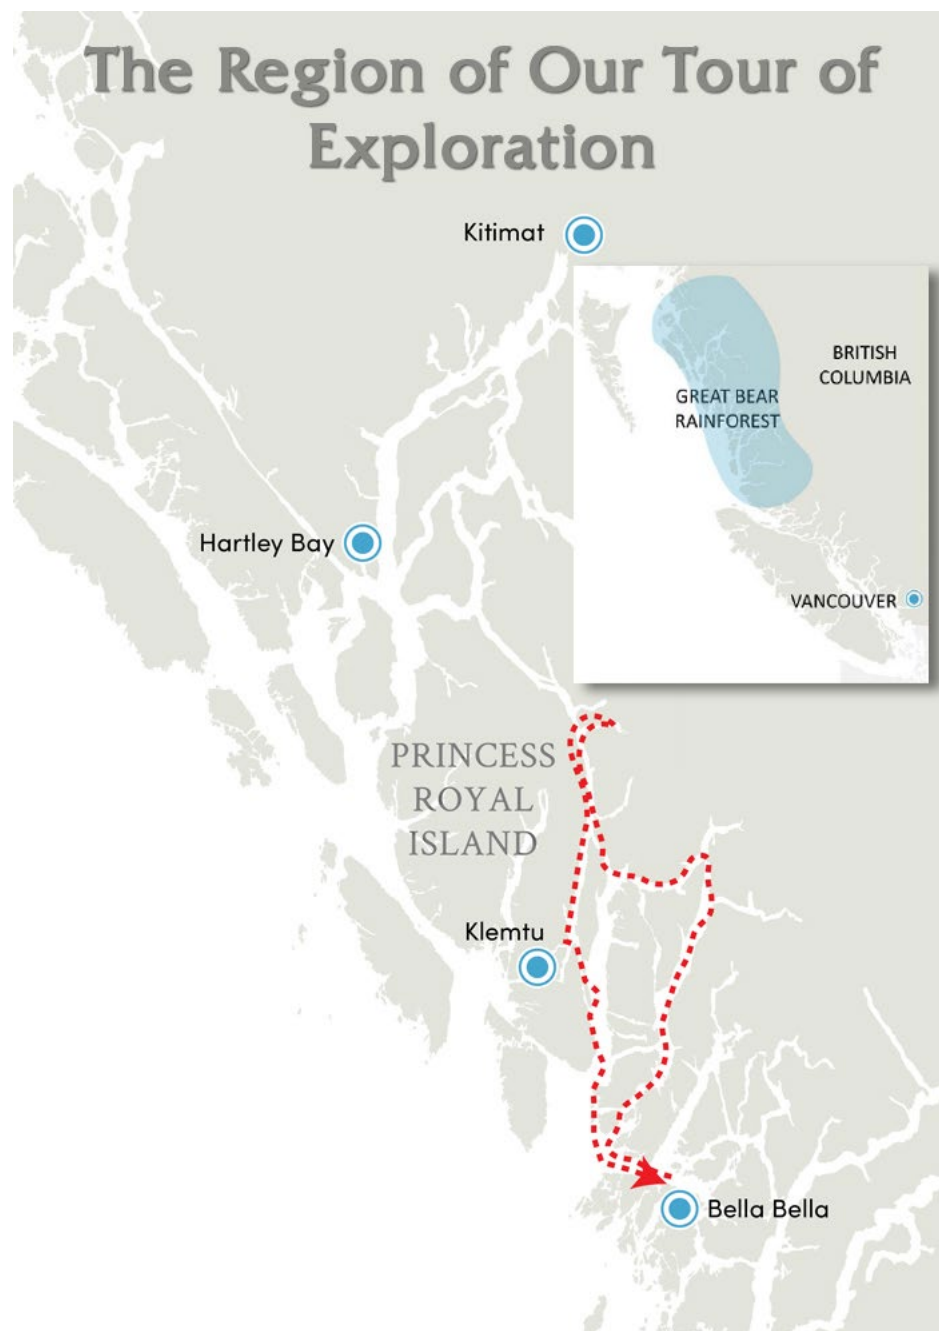 The Region of Our Tour of
Exploration
Kitimat
BRITISH
COLUMBIA
GREAT BEAR
RAINFOREST
Hartley Bay
VANCOUVER
PRINCESS
ROYAL
ISLAND
Klemtu
Bella Bella